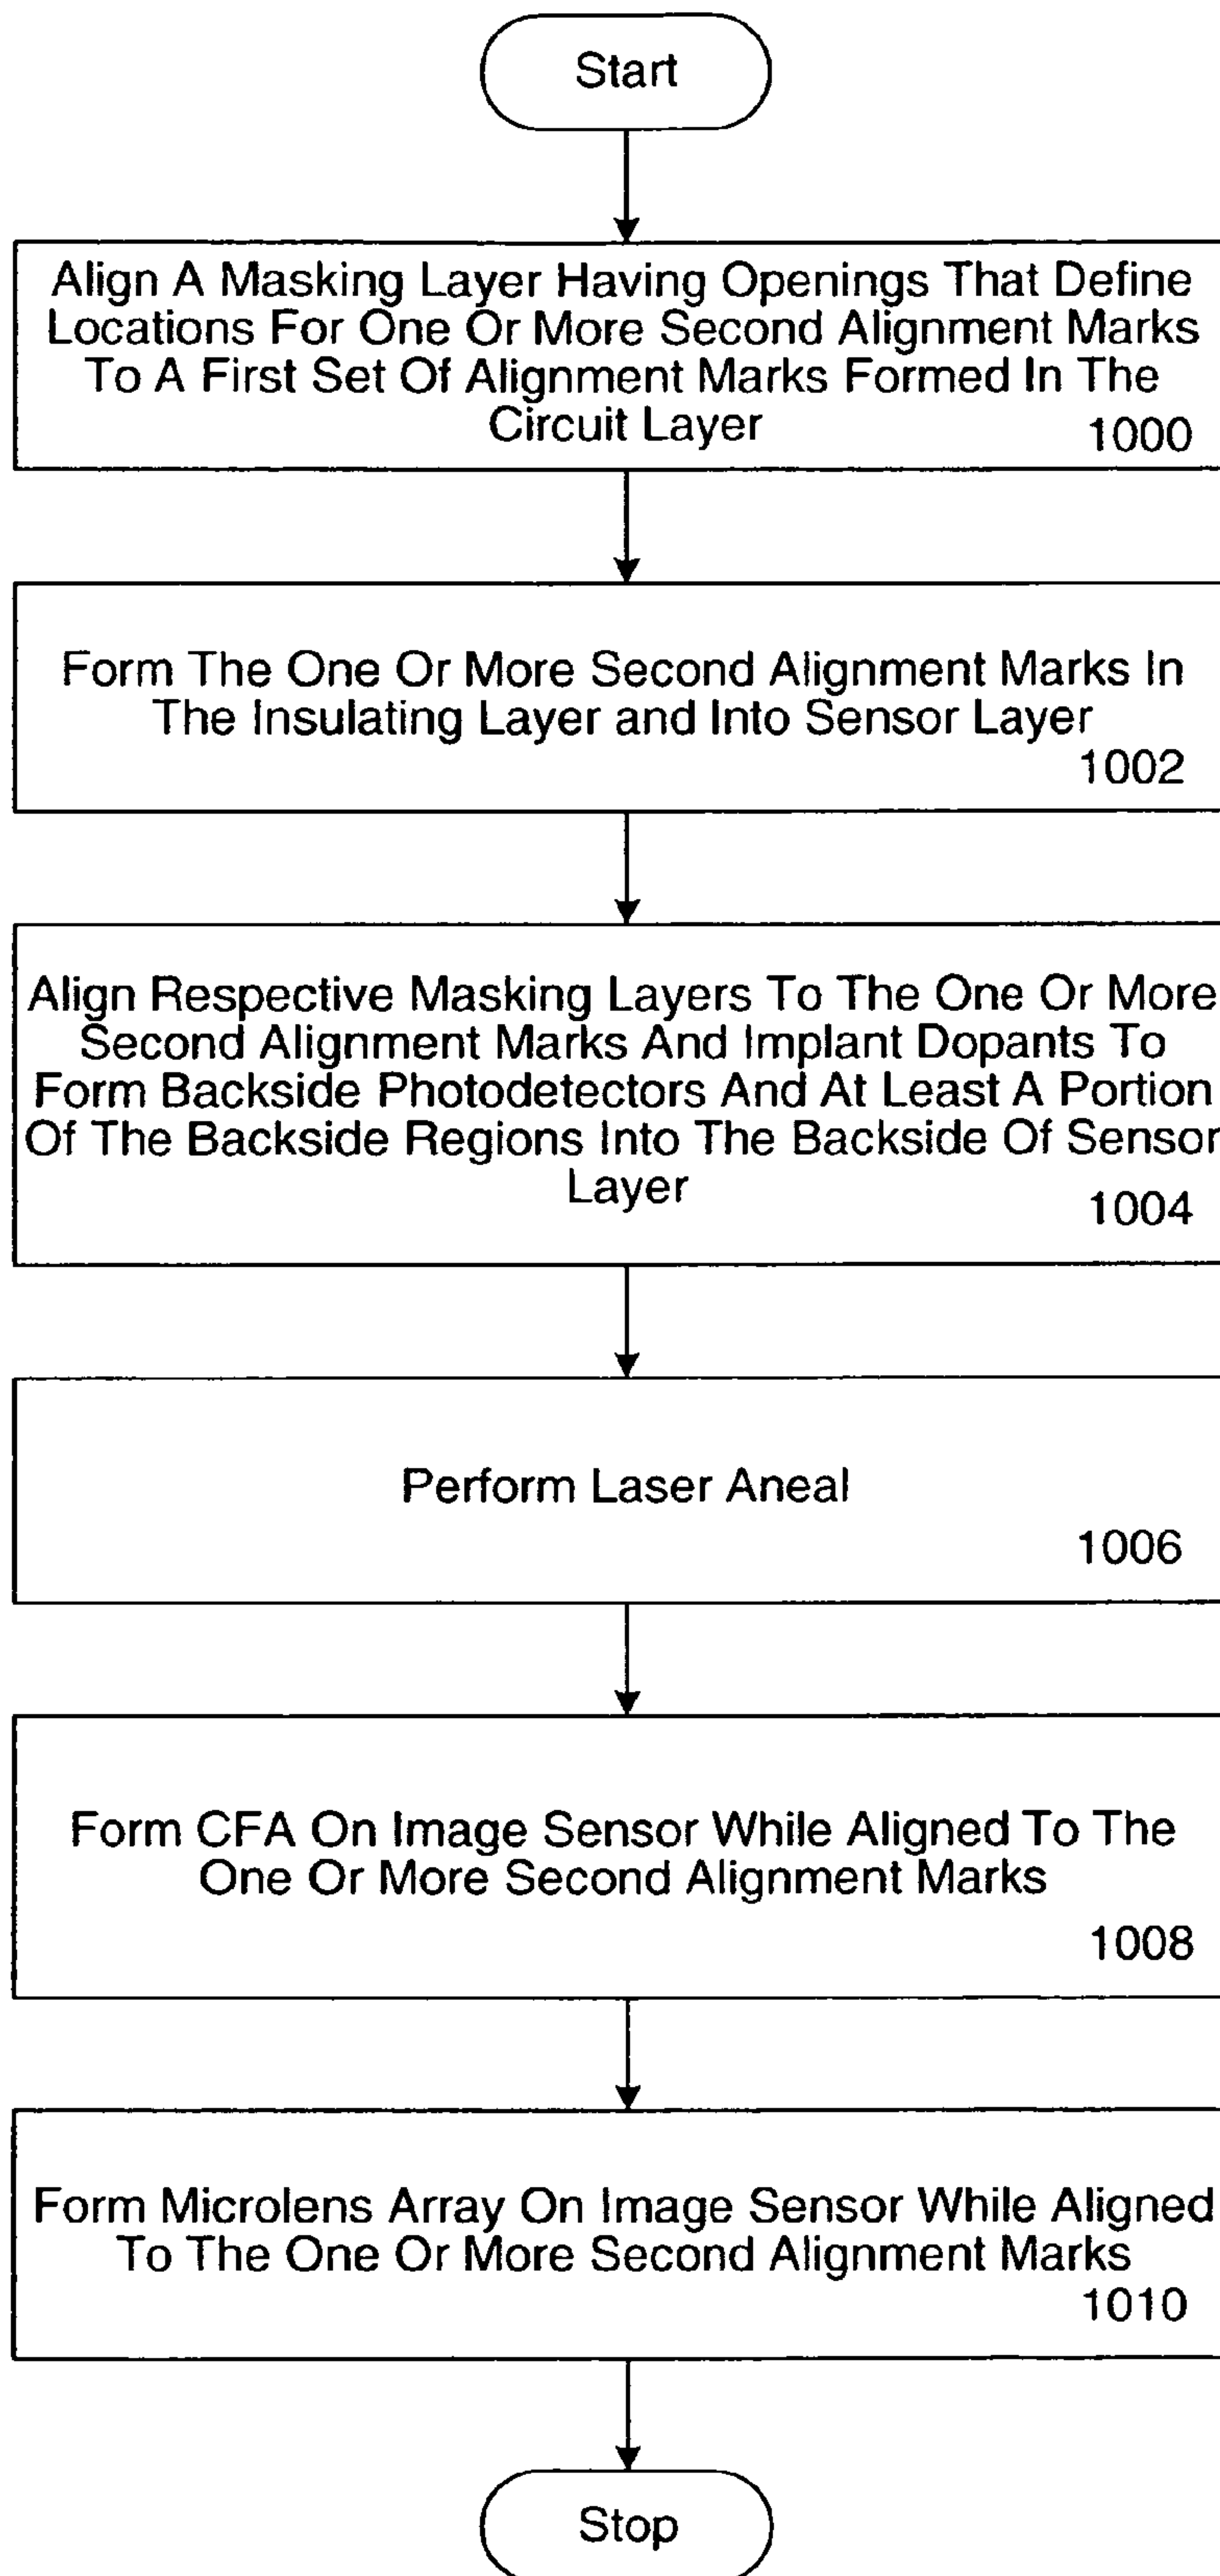 Start
Align A Masking Layer Having Openings That Define
Locations For One Or More Second Alignment Marks
To A First Set Of Alignment Marks Formed In The
Circuit Layer
1000
Form The One Or More Second Alignment Marks In
The Insulating Layer and Into Sensor Layer
1002
Align Respective Masking Layers To The One Or More
Second Alignment Marks And Implant Dopants To
Form Backside Photodetectors And At Least A Portion
Of The Backside Regions Into The Backside Of Sensor
Layer
1004
Perform Laser Aneal
1006
Form CFA On Image Sensor While Aligned To The
One Or More Second Alignment Marks
1008
Form Microlens Array On Image Sensor While Aligned
To The One Or More Second Alignment Marks
1010
Stop